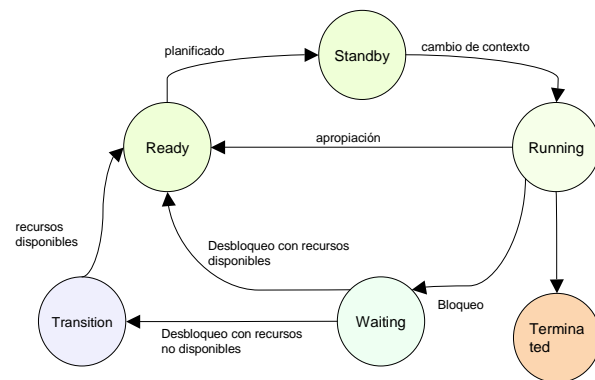 planificado
Standby
cambio de contexto
Ready
apropiación
Running
recursos
disponibles
Desbloqueo con recursos
disponibles
Transition
Desbloqueo con recursos
no disponibles
Waiting
Bloqueo
Termina
ted